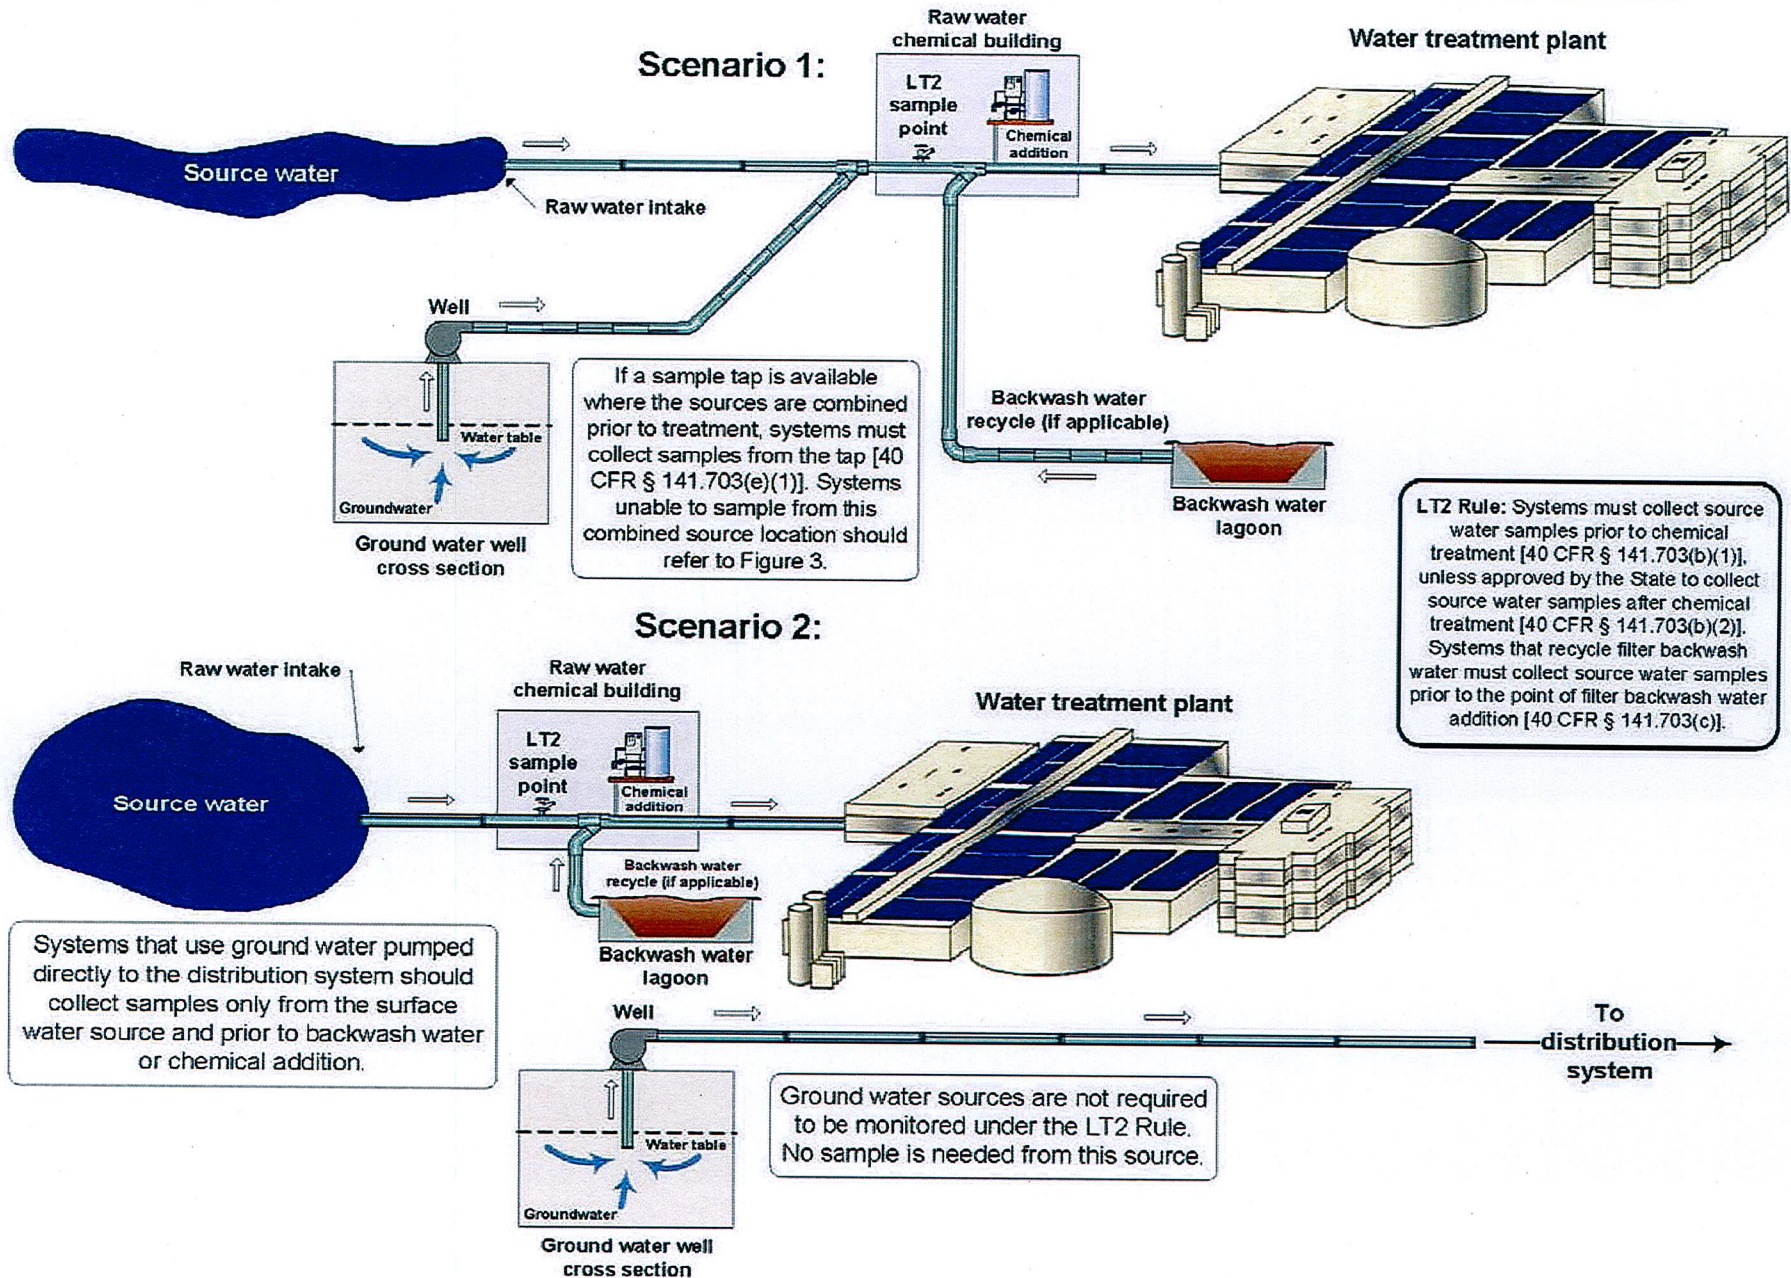 Scenario 1:
Raw water
chemical building
LT2
sample
point
Chemical
addition
Water treatment plant
Source water
Raw water intake
Well
Water table
Groundwater
Ground water well
cross section
If a sample tap is available
where the sources are combined
prior to treatment, systems must
collect samples from the tap [40
CFR § 141.703(e)(1)]. Systems
unable to sample from this
combined source location should
refer to Figure 3.
Backwash water
recycle (if applicable)
Backwash water
lagoon
LT2 Rule: Systems must collect source
water samples prior to chemical
treatment [40 CFR § 141.703(b)(1)],
unless approved by the State to collect
source water samples after chemical
treatment [40 CFR § 141.703(b)(2)].
Systems that recycle filter backwash
water must collect source water samples
prior to the point of filter backwash water
addition [40 CFR § 141.703(c)].
Scenario 2:
Raw water intake
Raw water
chemical building
LT2
sample
point
Chemical
addition
Water treatment plant
Source water
Backwash water
recycle (if applicable)
Backwash water
lagoon
Systems that use ground water pumped
directly to the distribution system should
collect samples only from the surface
water source and prior to backwash water
or chemical addition.
Well
To
distribution
system
Water table
Groundwater
Ground water well
cross section
Ground water sources are not required
to be monitored under the LT2 Rule.
No sample is needed from this source.